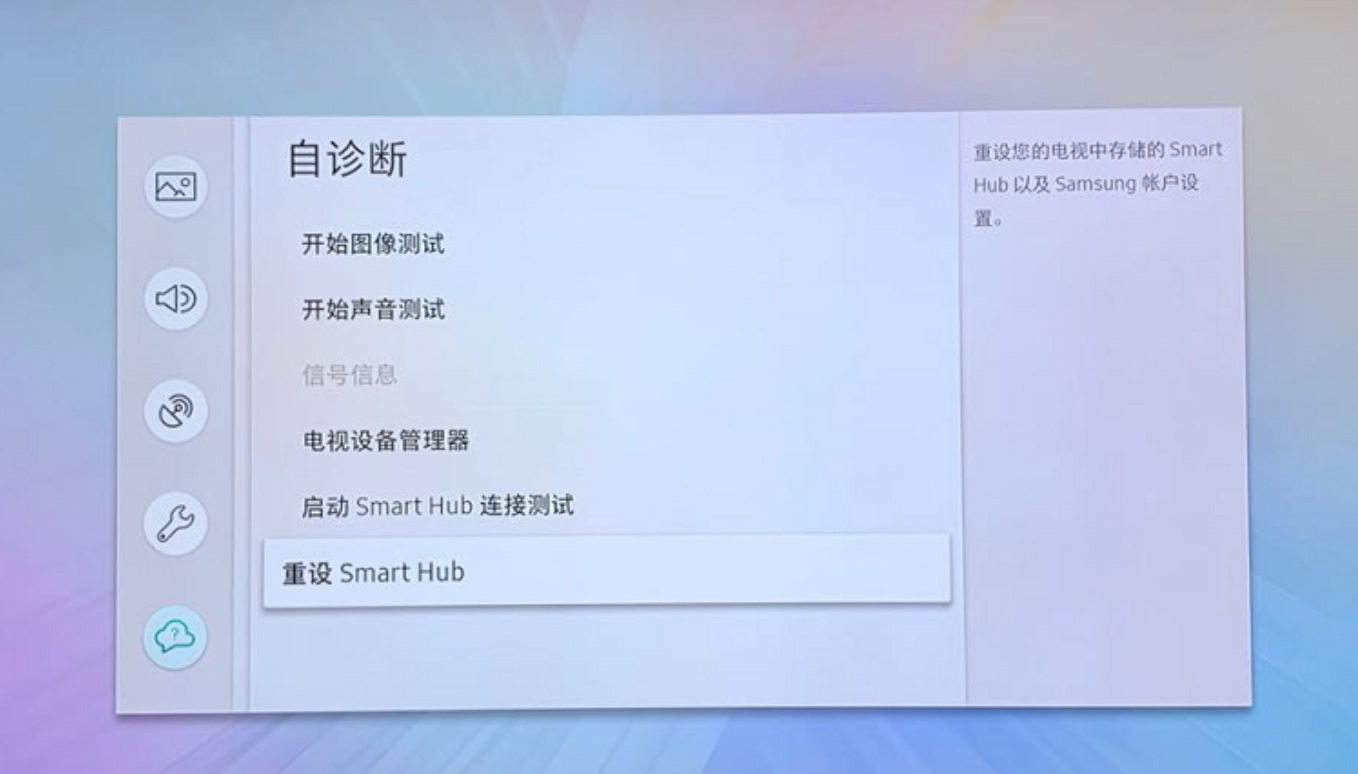 自诊断
开始图像测试
开始声音测试
信号信息
电视设备管理器
启动 Smart Hub 连接测试
重设 Smart Hub
重设您的电视中存储的 Smart
Hub 以及 Samsung 帐户设
置。
?